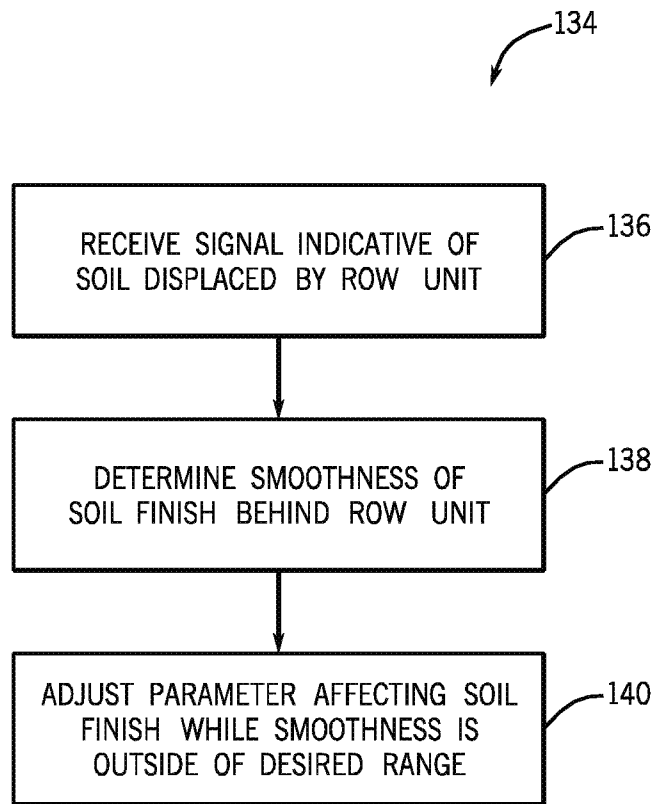 134
RECEIVE SIGNAL INDICATIVE OF
SOIL DISPLACED BY ROW UNIT
136
DETERMINE SMOOTHNESS OF
SOIL FINISH BEHIND ROW UNIT
138
ADJUST PARAMETER AFFECTING SOIL
FINISH WHILE SMOOTHNESS IS
OUTSIDE OF DESIRED RANGE
140